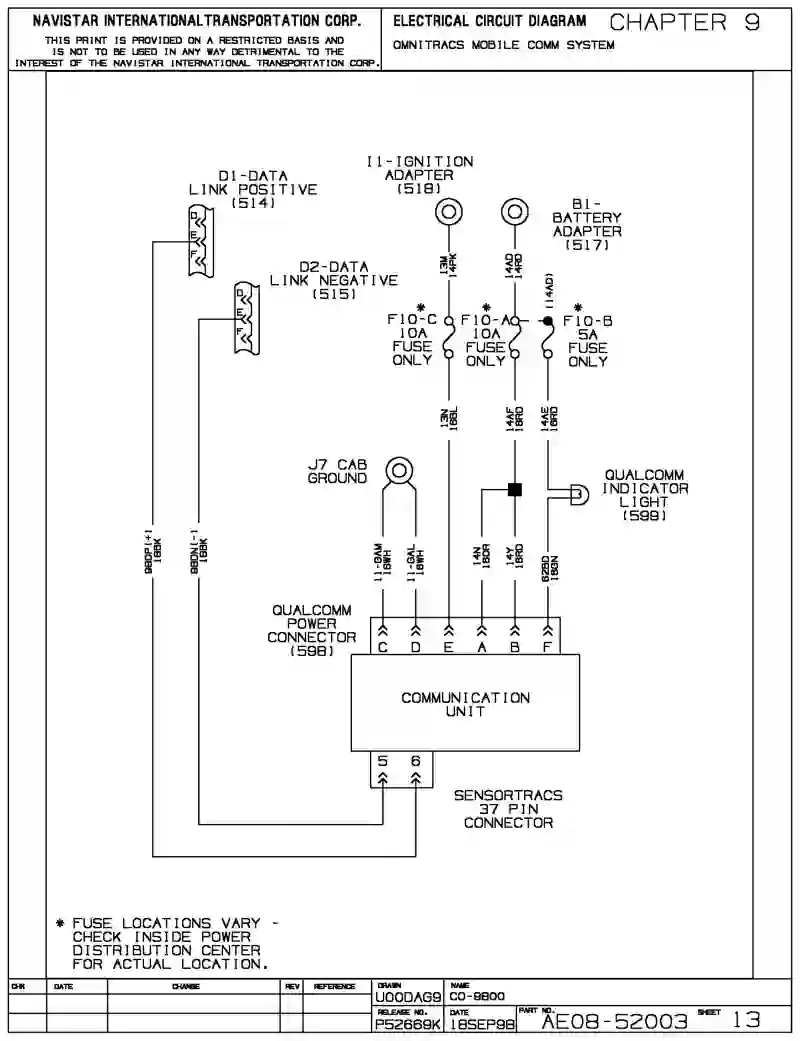 NAVISTAR INTERNATIONAL TRANSPORTATION CORP.
THIS PRINT IS PROVIDED ON A RESTRICTED BASIS AND
IS NOT TO BE USED IN ANY WAY DETRIMENTAL TO THE
INTEREST OF THE NAVISTAR INTERNATIONAL TRANSPORTATION CORP.
ELECTRICAL CIRCUIT DIAGRAM CHAPTER 9
OMNITRACS MOBILE COMM SYSTEM
I1-IGNITION
ADAPTER
(518)
D1-DATA
LINK POSITIVE
(514)
D
E
F
B1-
BATTERY
ADAPTER
(517)
D2-DATA
LINK NEGATIVE
(515)
D
E
F
13M
14PK
14AD
14RD
(14AD)
*
F10-C
10A
FUSE
ONLY
*
F10-A
10A
FUSE
ONLY
*
F10-B
5A
FUSE
ONLY
13N
16BL
14AF
16RD
14AE
16RD
J7 CAB
GROUND
QUALCOMM
INDICATOR
LIGHT
(599)
98DP(+)
18BK
98DN(-)
18BK
11-GAM
16WH
11-GAL
16WH
14N
16OR
14Y
16RD
62BD
18GN
QUALCOMM
POWER
CONNECTOR
(598)
C D E A B F
COMMUNICATION
UNIT
5 6
SENSORTRACS
37 PIN
CONNECTOR
* FUSE LOCATIONS VARY -
CHECK INSIDE POWER
DISTRIBUTION CENTER
FOR ACTUAL LOCATION.
CHK DATE CHANGE REV REFERENCE
DRAWN
U00DAG9
NAME
CO-9800
RELEASE NO.
P52669K
DATE
18SEP98
PART NO.
AE08-52003
SHEET
13